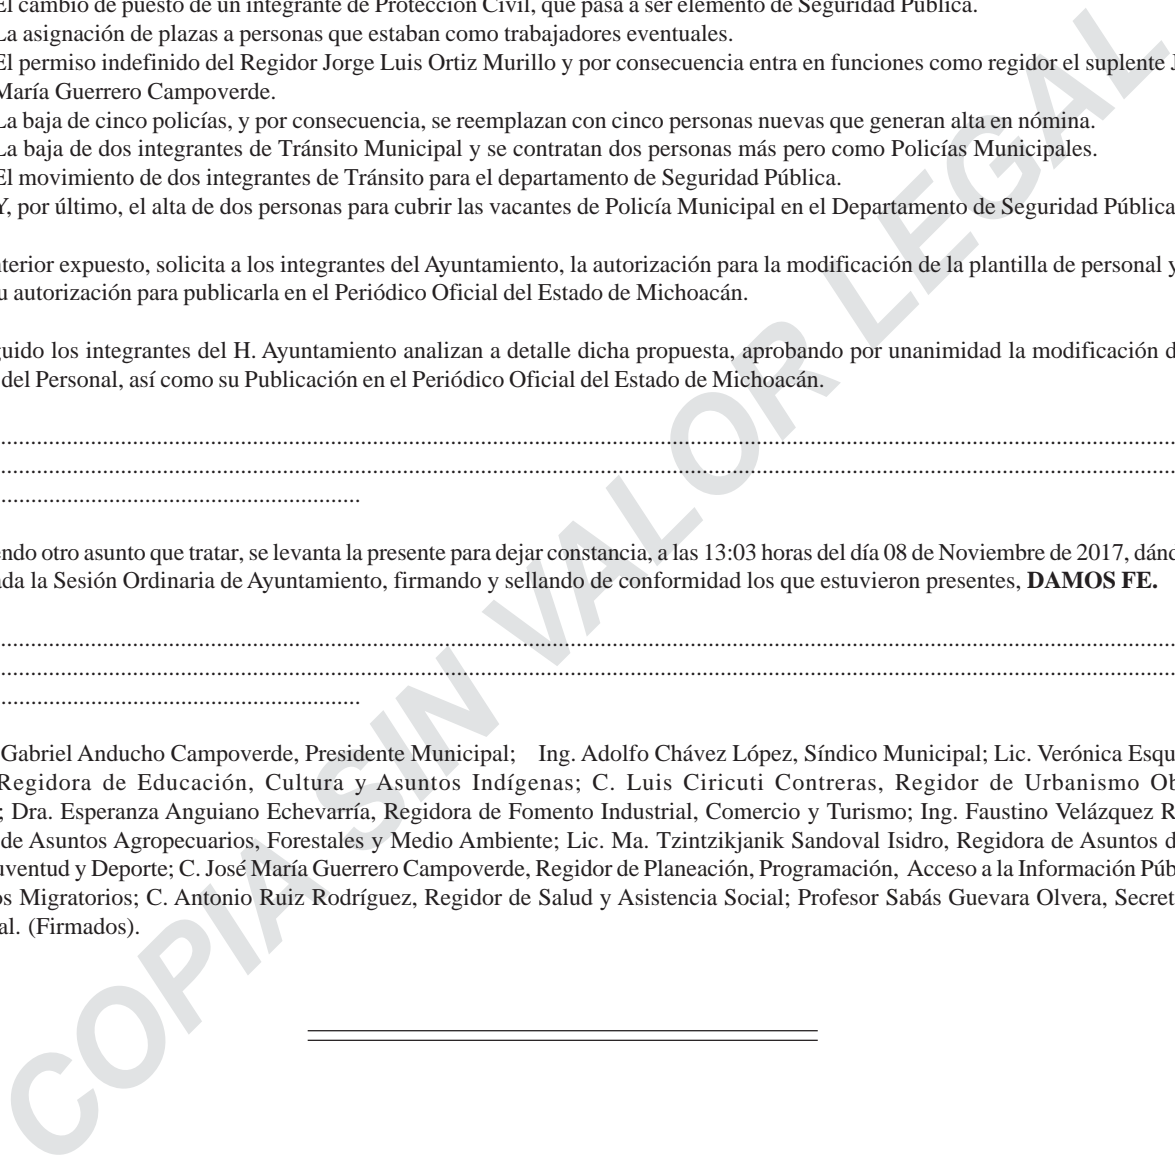 El cambio de puesto de un integrante de Protección Civil, que pasa a ser elemento de Seguridad Pública.
La asignación de plazas a personas que estaban como trabajadores eventuales.
El permiso indefinido del Regidor Jorge Luis Ortiz Murillo y por consecuencia entra en funciones como regidor el suplente J
María Guerrero Campoverde.
La baja de cinco policías, y por consecuencia, se reemplazan con cinco personas nuevas que generan alta en nómina.
La baja de dos integrantes de Tránsito Municipal y se contratan dos personas más pero como Policías Municipales.
El movimiento de dos integrantes de Tránsito para el departamento de Seguridad Pública.
Y, por último, el alta de dos personas para cubrir las vacantes de Policía Municipal en el Departamento de Seguridad Pública
nterior expuesto, solicita a los integrantes del Ayuntamiento, la autorización para la modificación de la plantilla de personal y
u autorización para publicarla en el Periódico Oficial del Estado de Michoacán.
guido los integrantes del H. Ayuntamiento analizan a detalle dicha propuesta, aprobando por unanimidad la modificación d
del Personal, así como su Publicación en el Periódico Oficial del Estado de Michoacán.
endo otro asunto que tratar, se levanta la presente para dejar constancia, a las 13:03 horas del día 08 de Noviembre de 2017, dánd
ada la Sesión Ordinaria de Ayuntamiento, firmando y sellando de conformidad los que estuvieron presentes, DAMOS FE.
Gabriel Anducho Campoverde, Presidente Municipal; Ing. Adolfo Chávez López, Síndico Municipal; Lic. Verónica Esqu
Regidora de Educación, Cultura y Asuntos Indígenas; C. Luis Ciricuti Contreras, Regidor de Urbanismo Ob
; Dra. Esperanza Anguiano Echevarría, Regidora de Fomento Industrial, Comercio y Turismo; Ing. Faustino Velázquez R
de Asuntos Agropecuarios, Forestales y Medio Ambiente; Lic. Ma. Tzintzikjanik Sandoval Isidro, Regidora de Asuntos d
uventud y Deporte; C. José María Guerrero Campoverde, Regidor de Planeación, Programación, Acceso a la Información Púb
os Migratorios; C. Antonio Ruiz Rodríguez, Regidor de Salud y Asistencia Social; Profesor Sabás Guevara Olvera, Secret
al. (Firmados).
COPIA SIN VALOR LEGAL